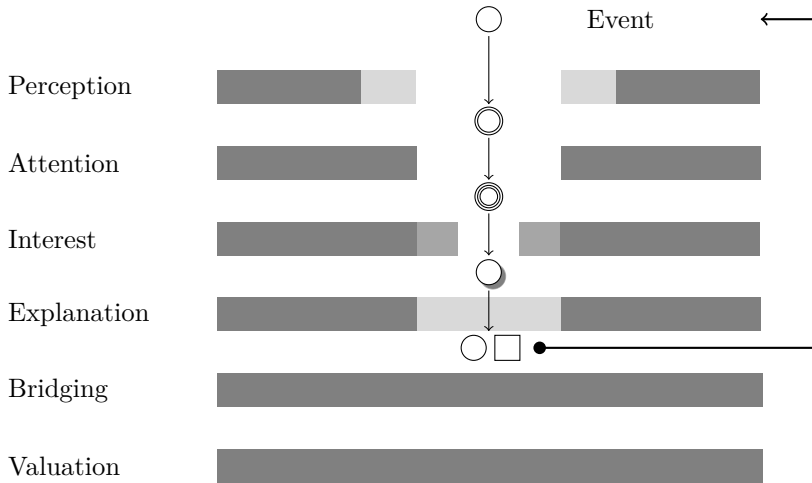 Event
Perception
Attention
Interest
Explanation
Bridging
Valuation